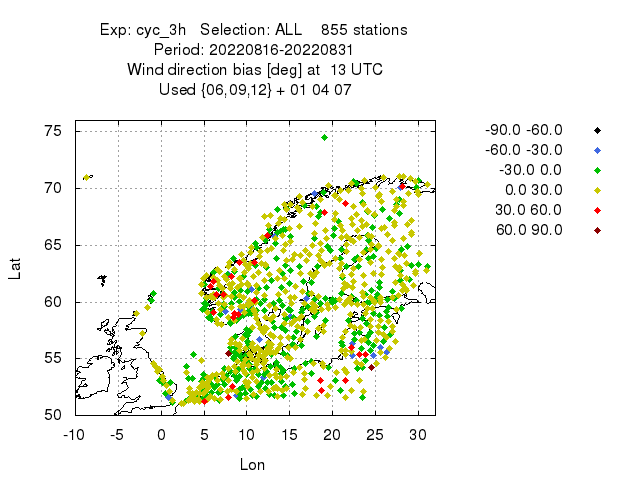 Exp: cyc_3h   Selection: ALL    855 stations
Period: 20220816-20220831
Wind direction bias [deg] at  13 UTC
Used {06,09,12} + 01 04 07
-90.0 -60.0
-60.0 -30.0
-30.0 0.0
0.0 30.0
30.0 60.0
60.0 90.0
75
70
65
60
55
50
Lat
-10 -5 0 5 10 15 20 25 30
Lon